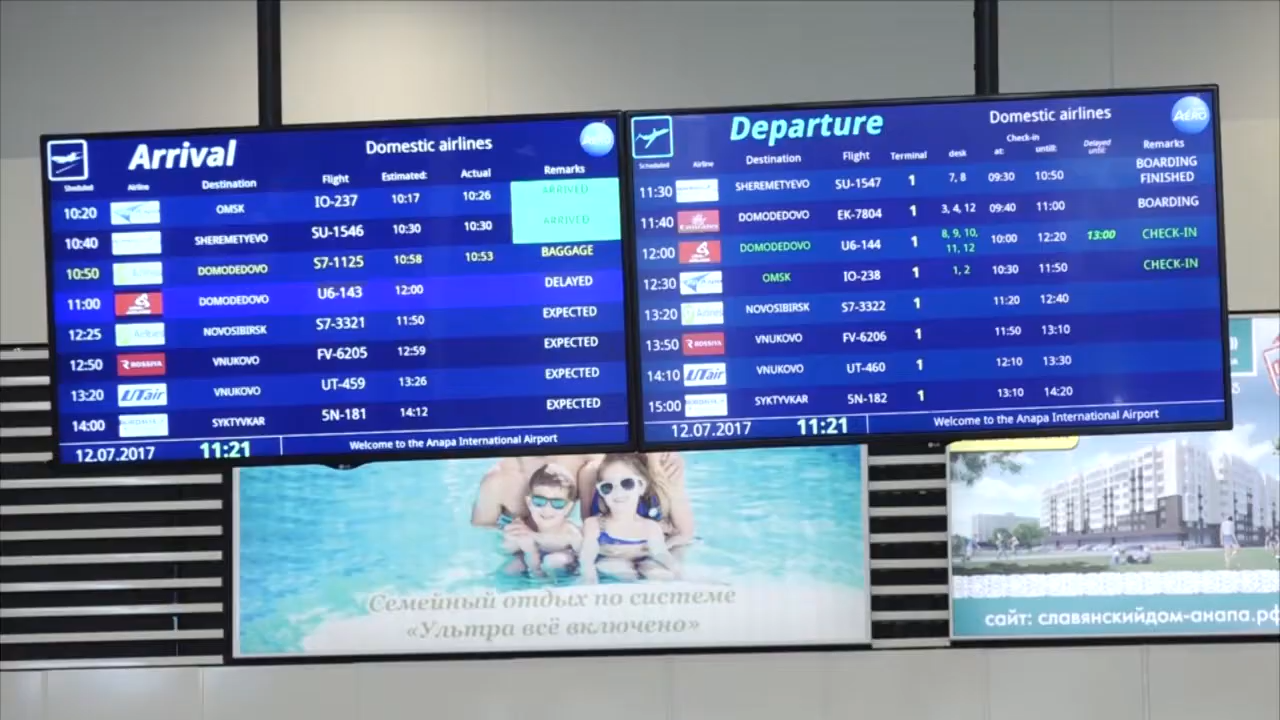 Arrival Domestic airlines
Scheduled Airline Destination Flight Estimated: Actual Remarks
10:20 OMSK IO-237 10:17 10:26 ARRIVED
10:40 SHEREMETYEVO SU-1546 10:30 10:30 ARRIVED
10:50 DOMODEDOVO S7-1125 10:58 10:53 BAGGAGE
11:00 DOMODEDOVO U6-143 12:00 DELAYED
12:25 NOVOSIBIRSK S7-3321 11:50 EXPECTED
12:50 ROSSIYA VNUKOVO FV-6205 12:59 EXPECTED
13:20 UTair VNUKOVO UT-459 13:26 EXPECTED
14:00 SYKTYVKAR 5N-181 14:12 EXPECTED
12.07.2017 11:21 Welcome to the Anapa International Airport
Departure Domestic airlines AERO
Scheduled Airline Destination Flight Terminal desk Check-in at: untill: Delayed until: Remarks
11:30 SHEREMETYEVO SU-1547 1 7, 8 09:30 10:50 BOARDING FINISHED
11:40 Emirates DOMODEDOVO EK-7804 1 3, 4, 12 09:40 11:00 BOARDING
12:00 DOMODEDOVO U6-144 1 8, 9, 10, 11, 12 10:00 12:20 13:00 CHECK-IN
12:30 OMSK IO-238 1 1, 2 10:30 11:50 CHECK-IN
13:20 NOVOSIBIRSK S7-3322 1 11:20 12:40
13:50 ROSSIYA VNUKOVO FV-6206 1 11:50 13:10
14:10 UTair VNUKOVO UT-460 1 12:10 13:30
15:00 SYKTYVKAR 5N-182 1 13:10 14:20
12.07.2017 11:21 Welcome to the Anapa International Airport
Семейный отдых по системе
«Ультра всё включено»
сайт: славянскийдом-анапа.рф